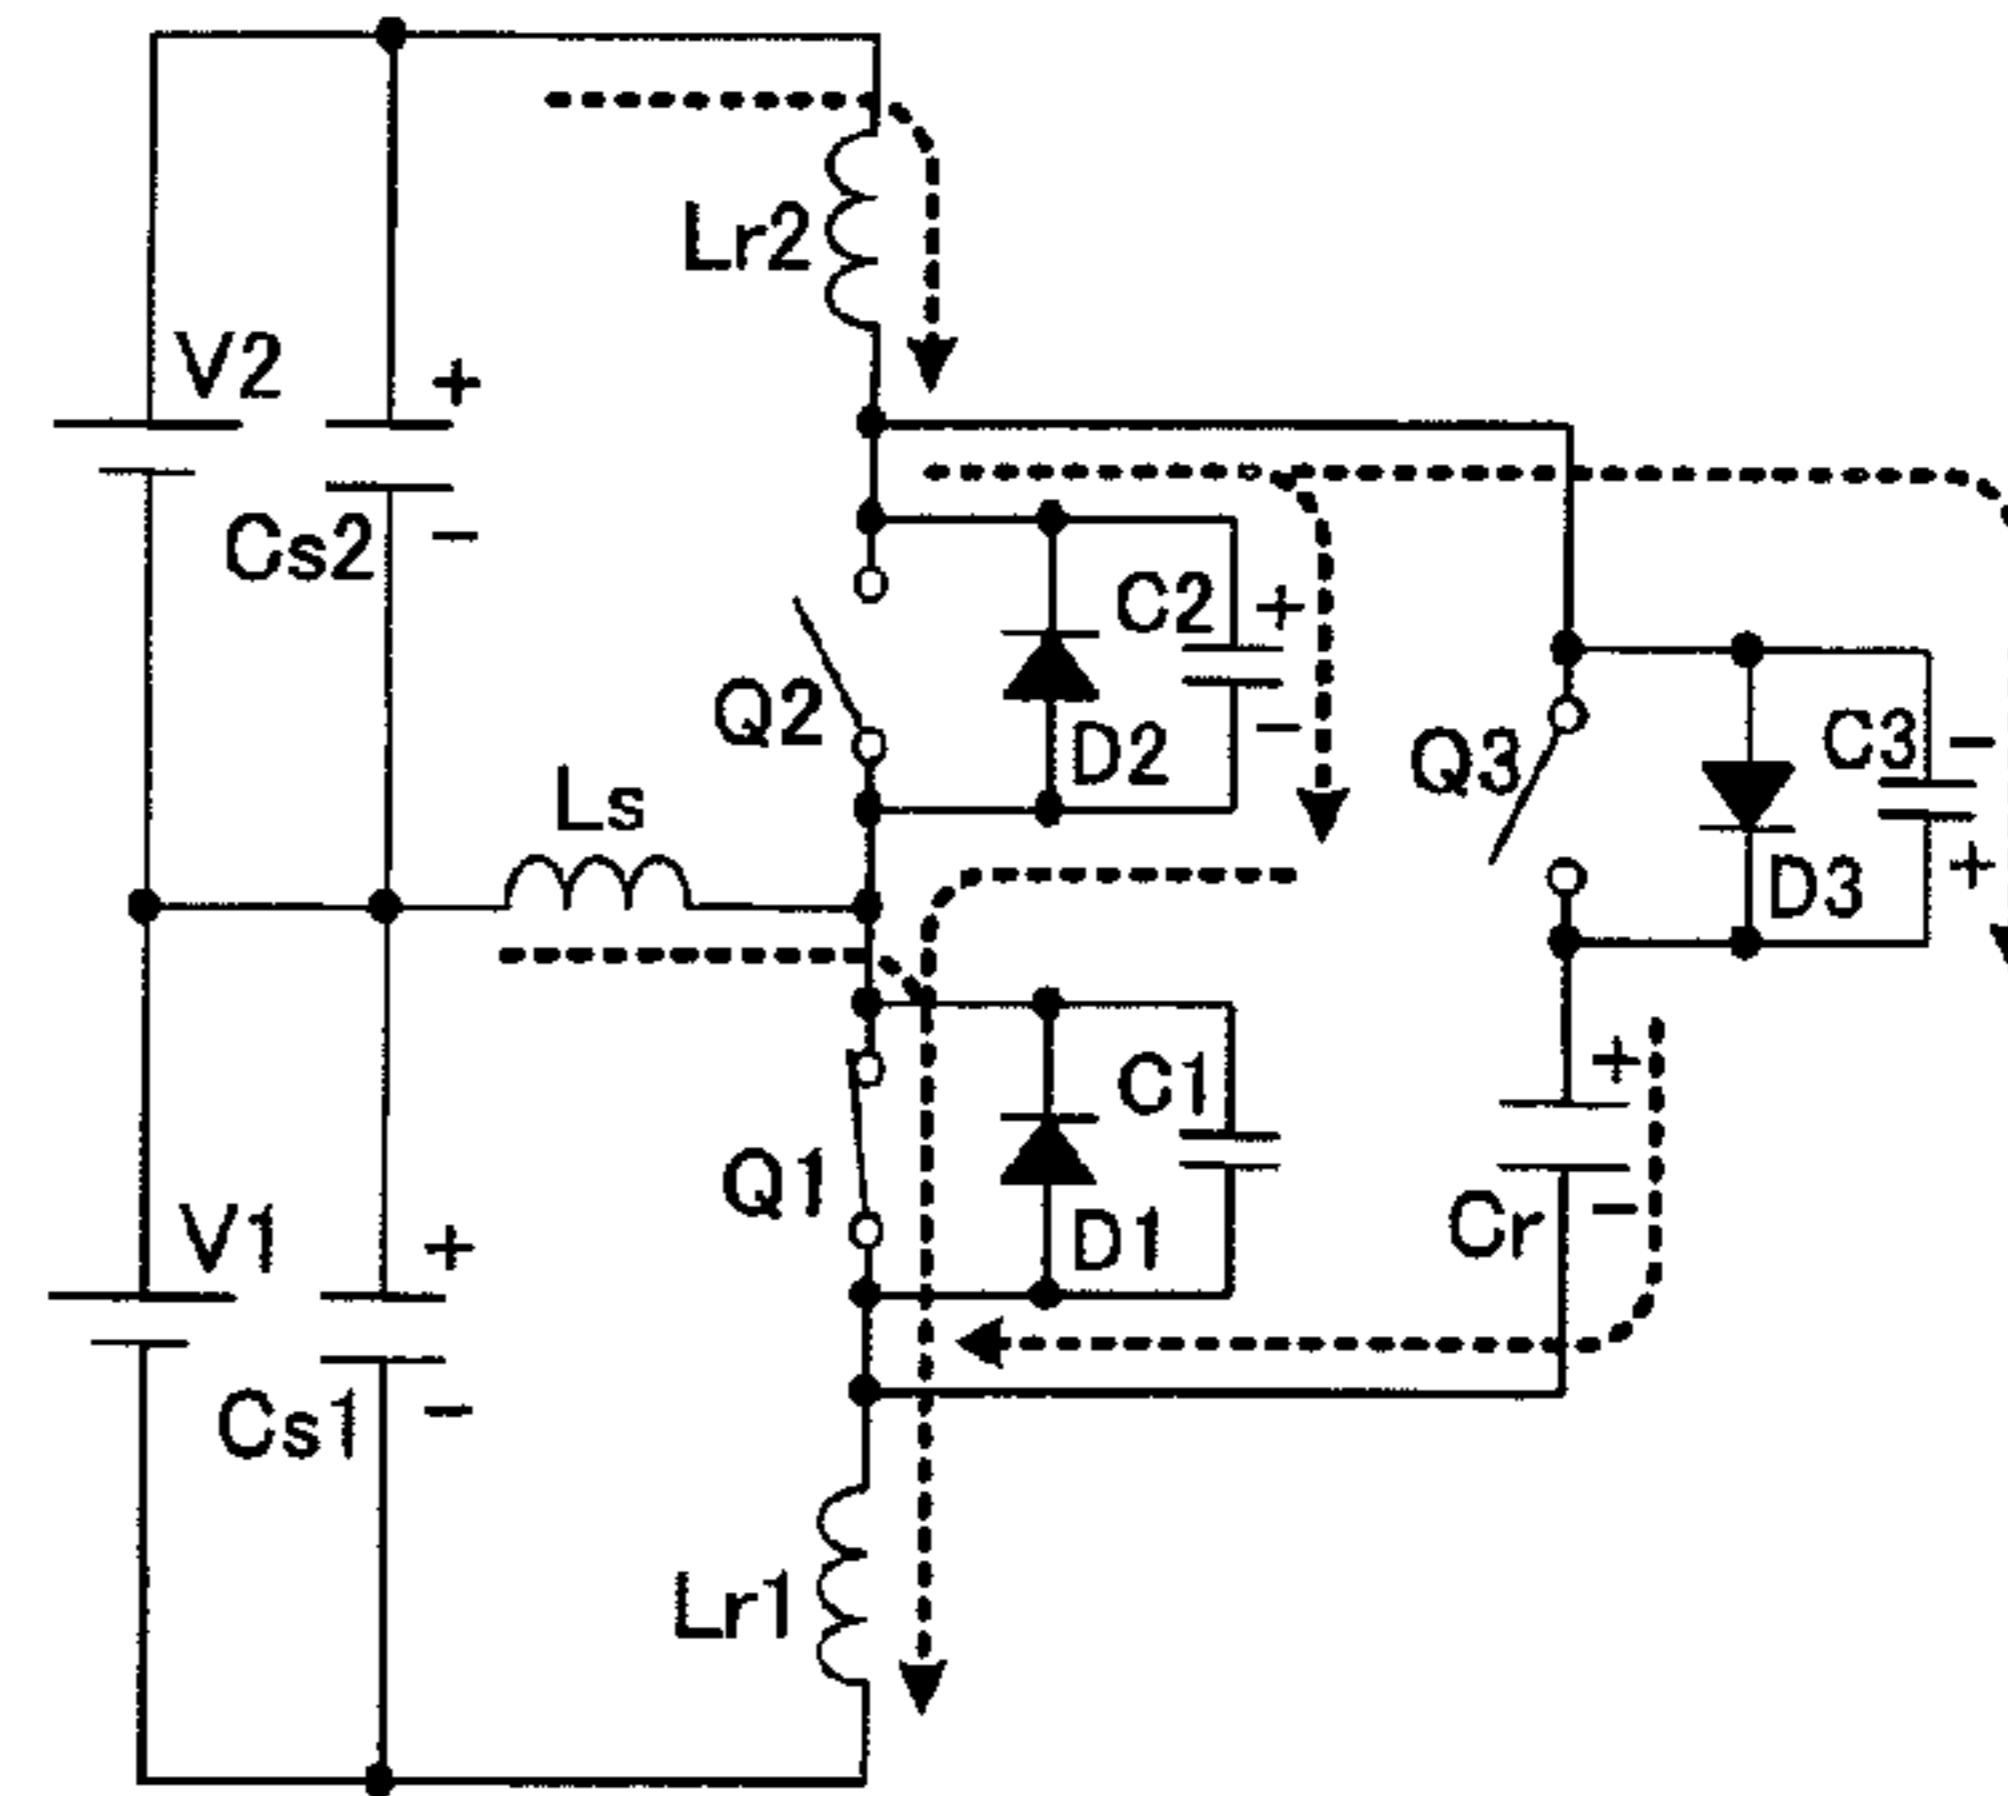 Lr2
V2
+
Cs2
−
C2
+
Q2
D2
−
Q3
C3
−
+
D3
Ls
C1
+
Q1
D1
Cr
−
V1
+
Cs1
−
Lr1